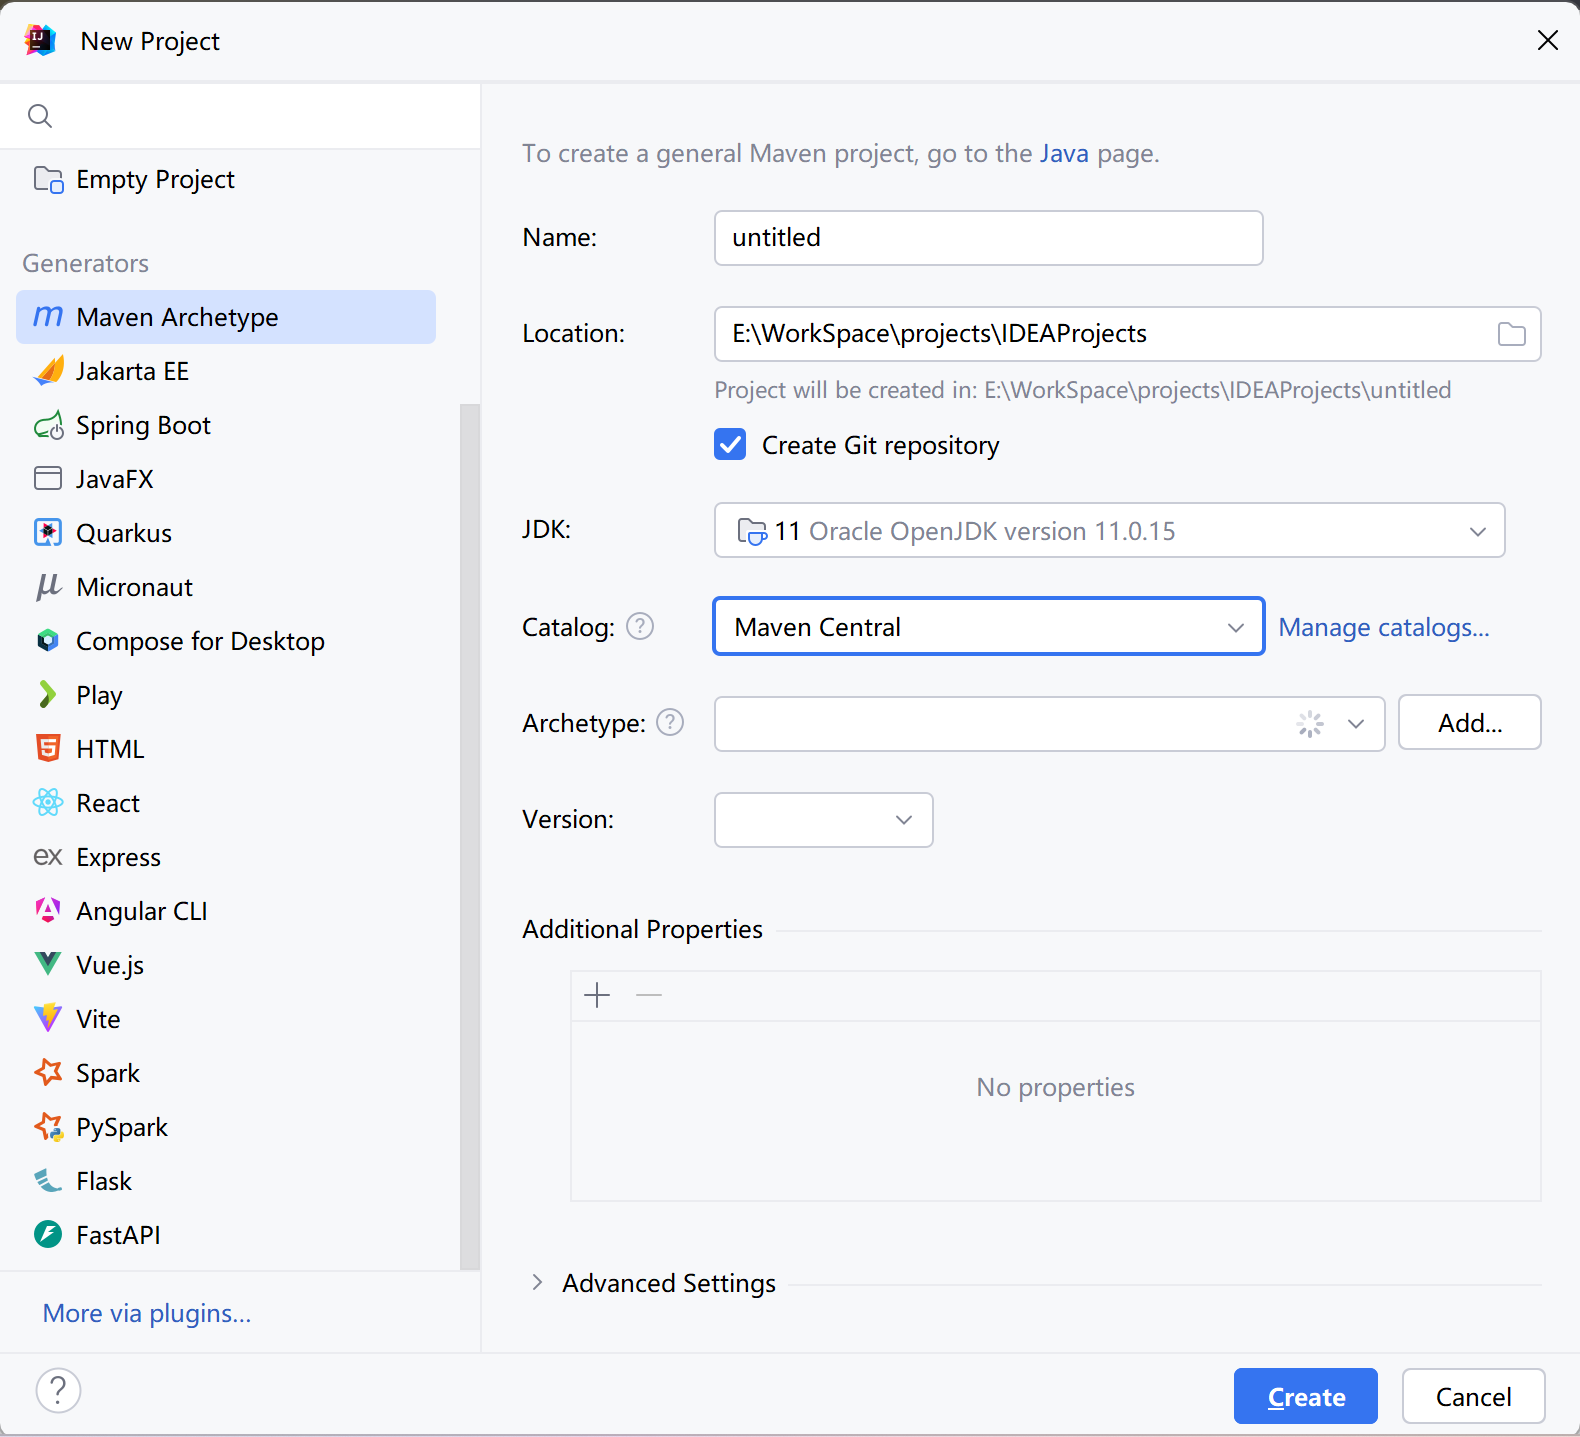 New Project
Empty Project
Generators
Maven Archetype
Jakarta EE
Spring Boot
JavaFX
Quarkus
Micronaut
Compose for Desktop
Play
HTML
React
Express
Angular CLI
Vue.js
Vite
Spark
PySpark
Flask
FastAPI
More via plugins...
To create a general Maven project, go to the Java page.
Name: untitled
Location: E:\WorkSpace\projects\IDEAProjects
Project will be created in: E:\WorkSpace\projects\IDEAProjects\untitled
Create Git repository
JDK: 11 Oracle OpenJDK version 11.0.15
Catalog: ? Maven Central Manage catalogs...
Archetype: ? Add...
Version:
Additional Properties
No properties
Advanced Settings
? Create Cancel